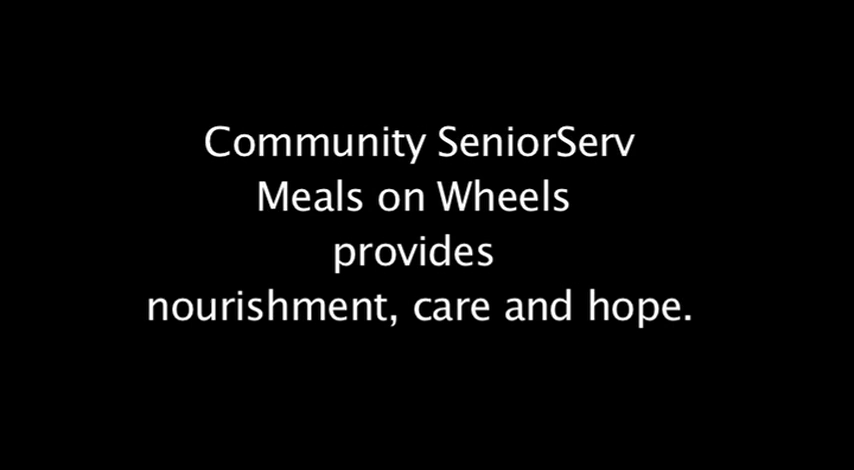 Community SeniorServ
Meals on Wheels
provides
nourishment, care and hope.